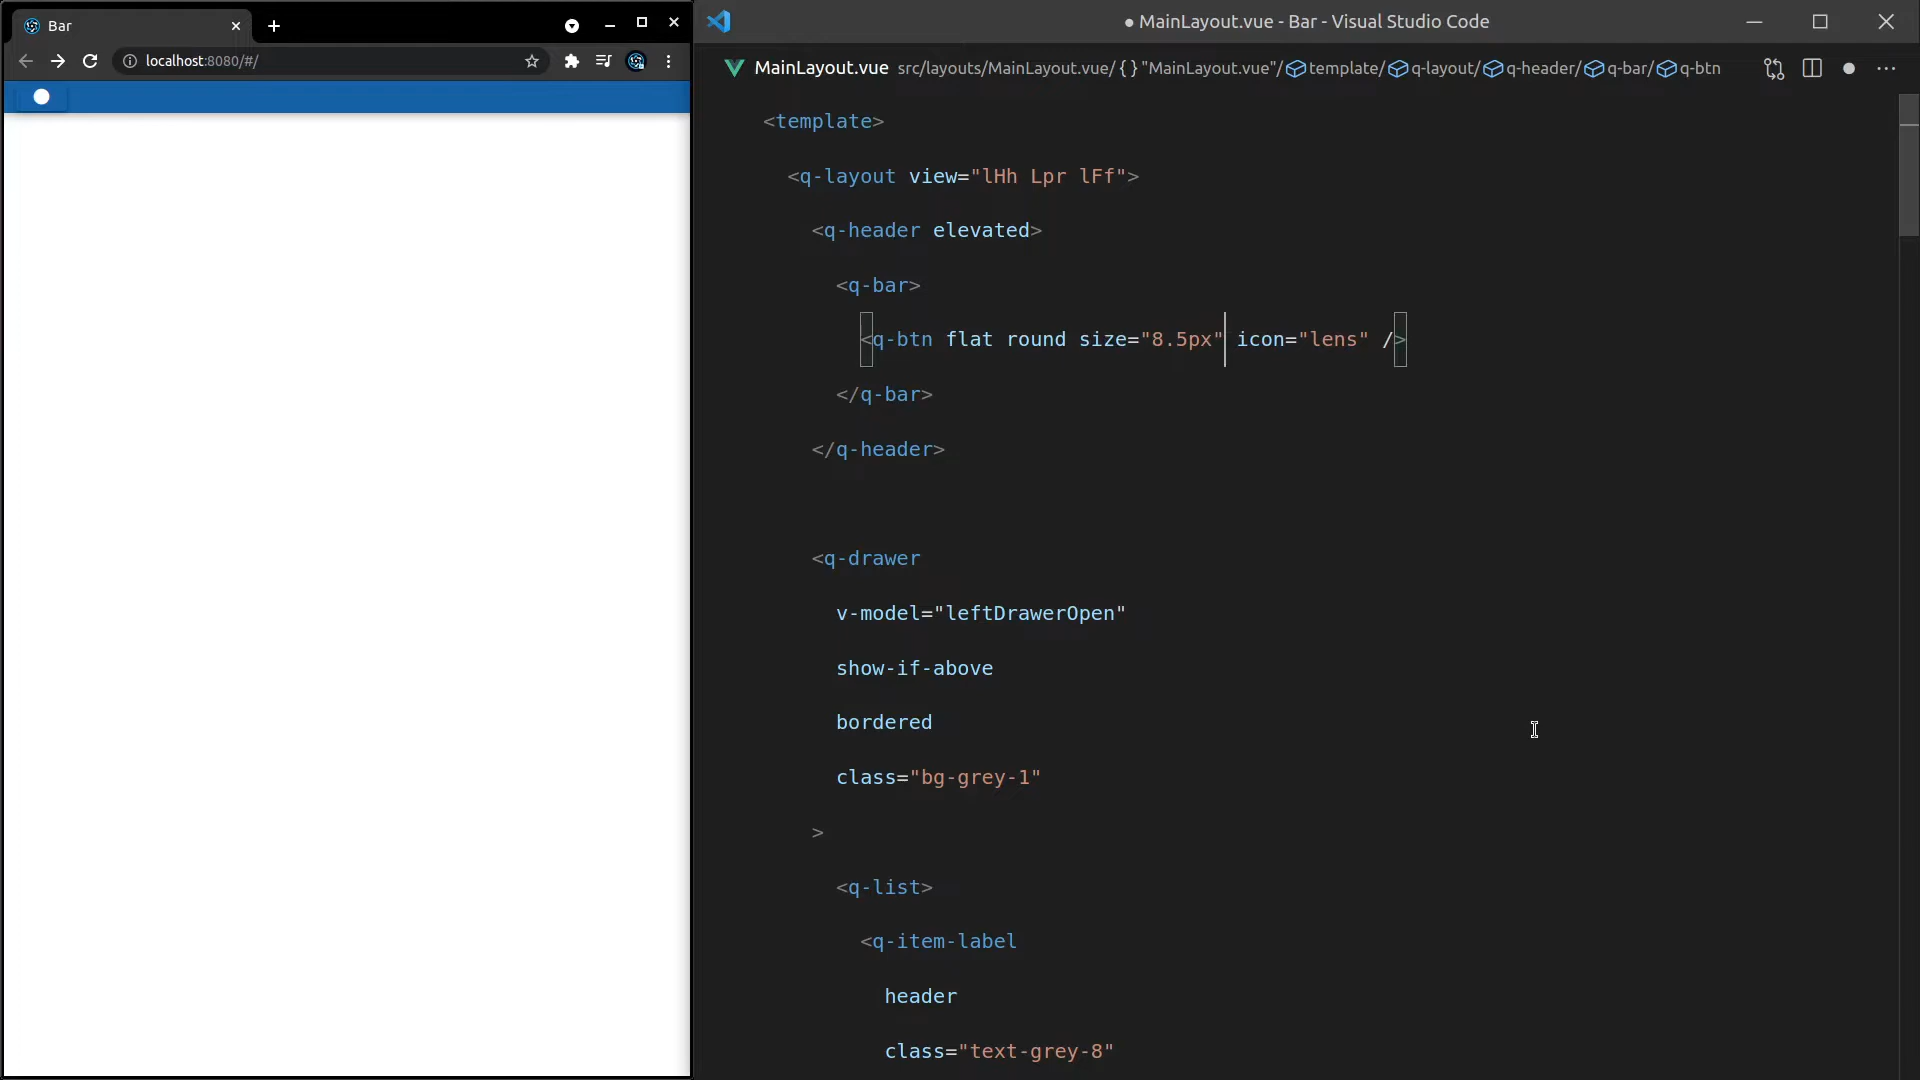 Bar
localhost:8080/#/
● MainLayout.vue - Bar - Visual Studio Code
MainLayout.vue src/layouts/MainLayout.vue/ {} "MainLayout.vue"/ template/ q-layout/ q-header/ q-bar/ q-btn
<template>
<q-layout view="lHh Lpr lFf">
<q-header elevated>
<q-bar>
<q-btn flat round size="8.5px" icon="lens" />
</q-bar>
</q-header>
<q-drawer
v-model="leftDrawerOpen"
show-if-above
bordered
class="bg-grey-1"
>
<q-list>
<q-item-label
header
class="text-grey-8"